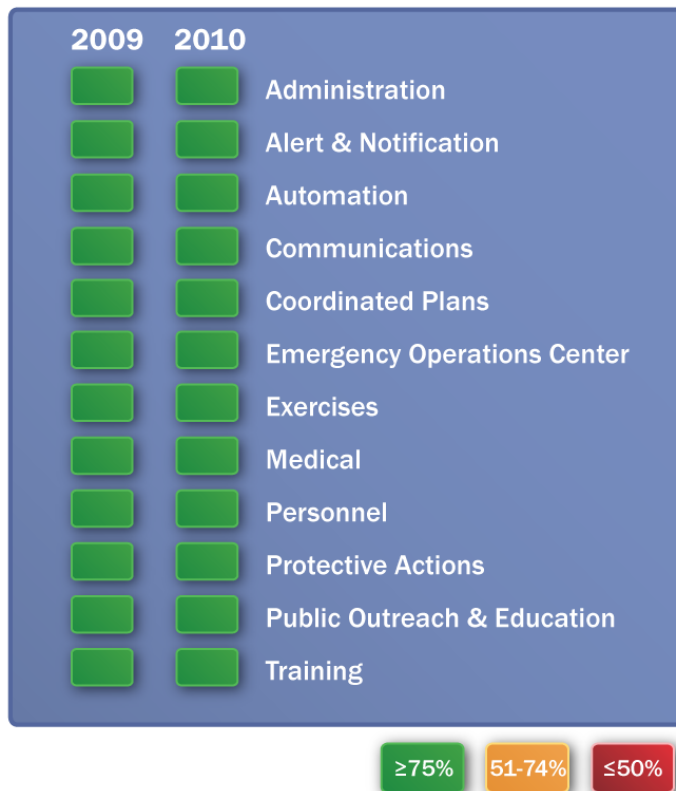 2009 2010
Administration
Alert & Notification
Automation
Communications
Coordinated Plans
Emergency Operations Center
Exercises
Medical
Personnel
Protective Actions
Public Outreach & Education
Training
≥75% 51-74% ≤50%